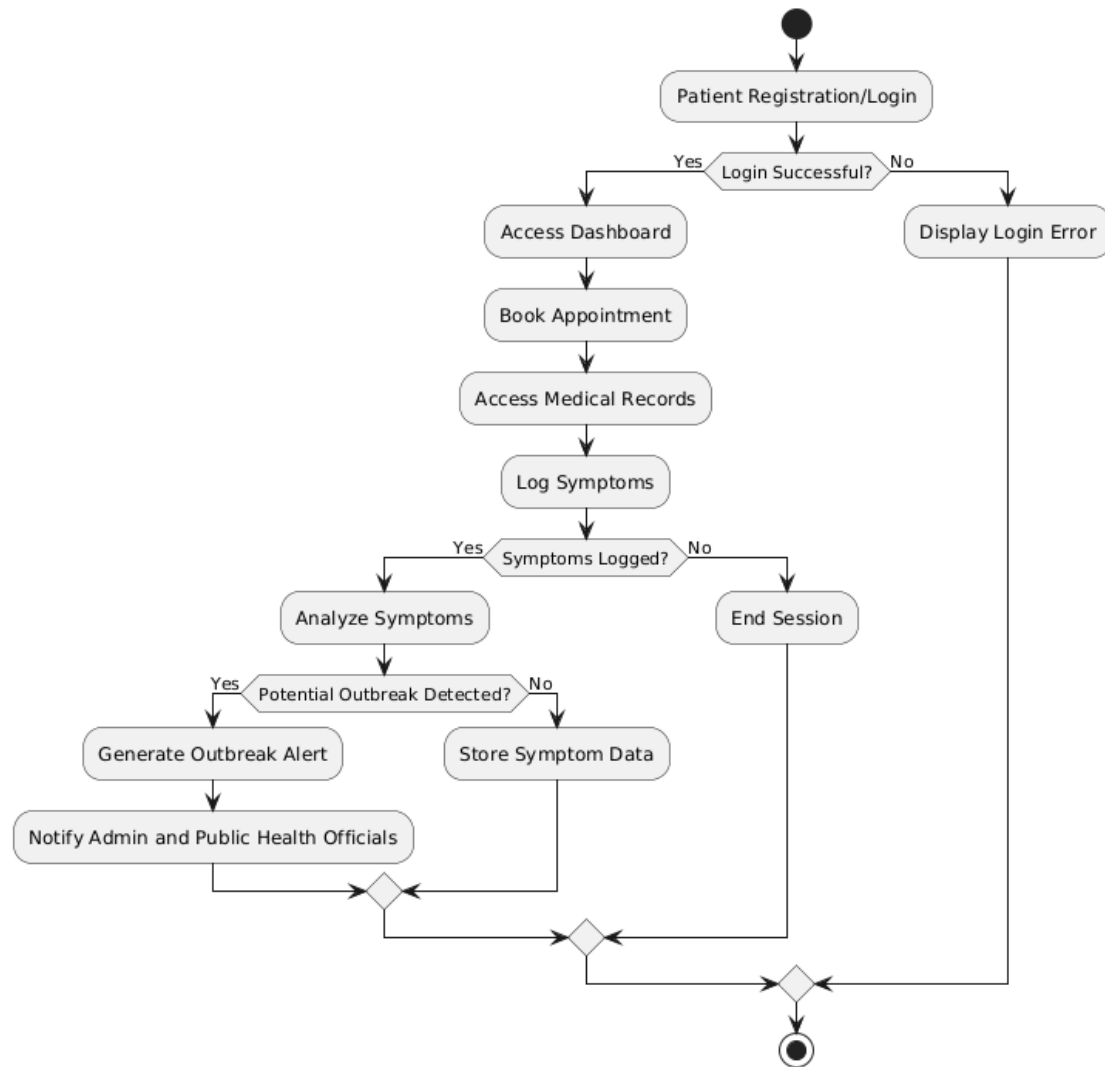 Patient Registration/Login
Yes
Login Successful?
No
Access Dashboard
Display Login Error
Book Appointment
Access Medical Records
Log Symptoms
Yes
Symptoms Logged?
No
Analyze Symptoms
End Session
Yes
Potential Outbreak Detected?
No
Generate Outbreak Alert
Store Symptom Data
Notify Admin and Public Health Officials